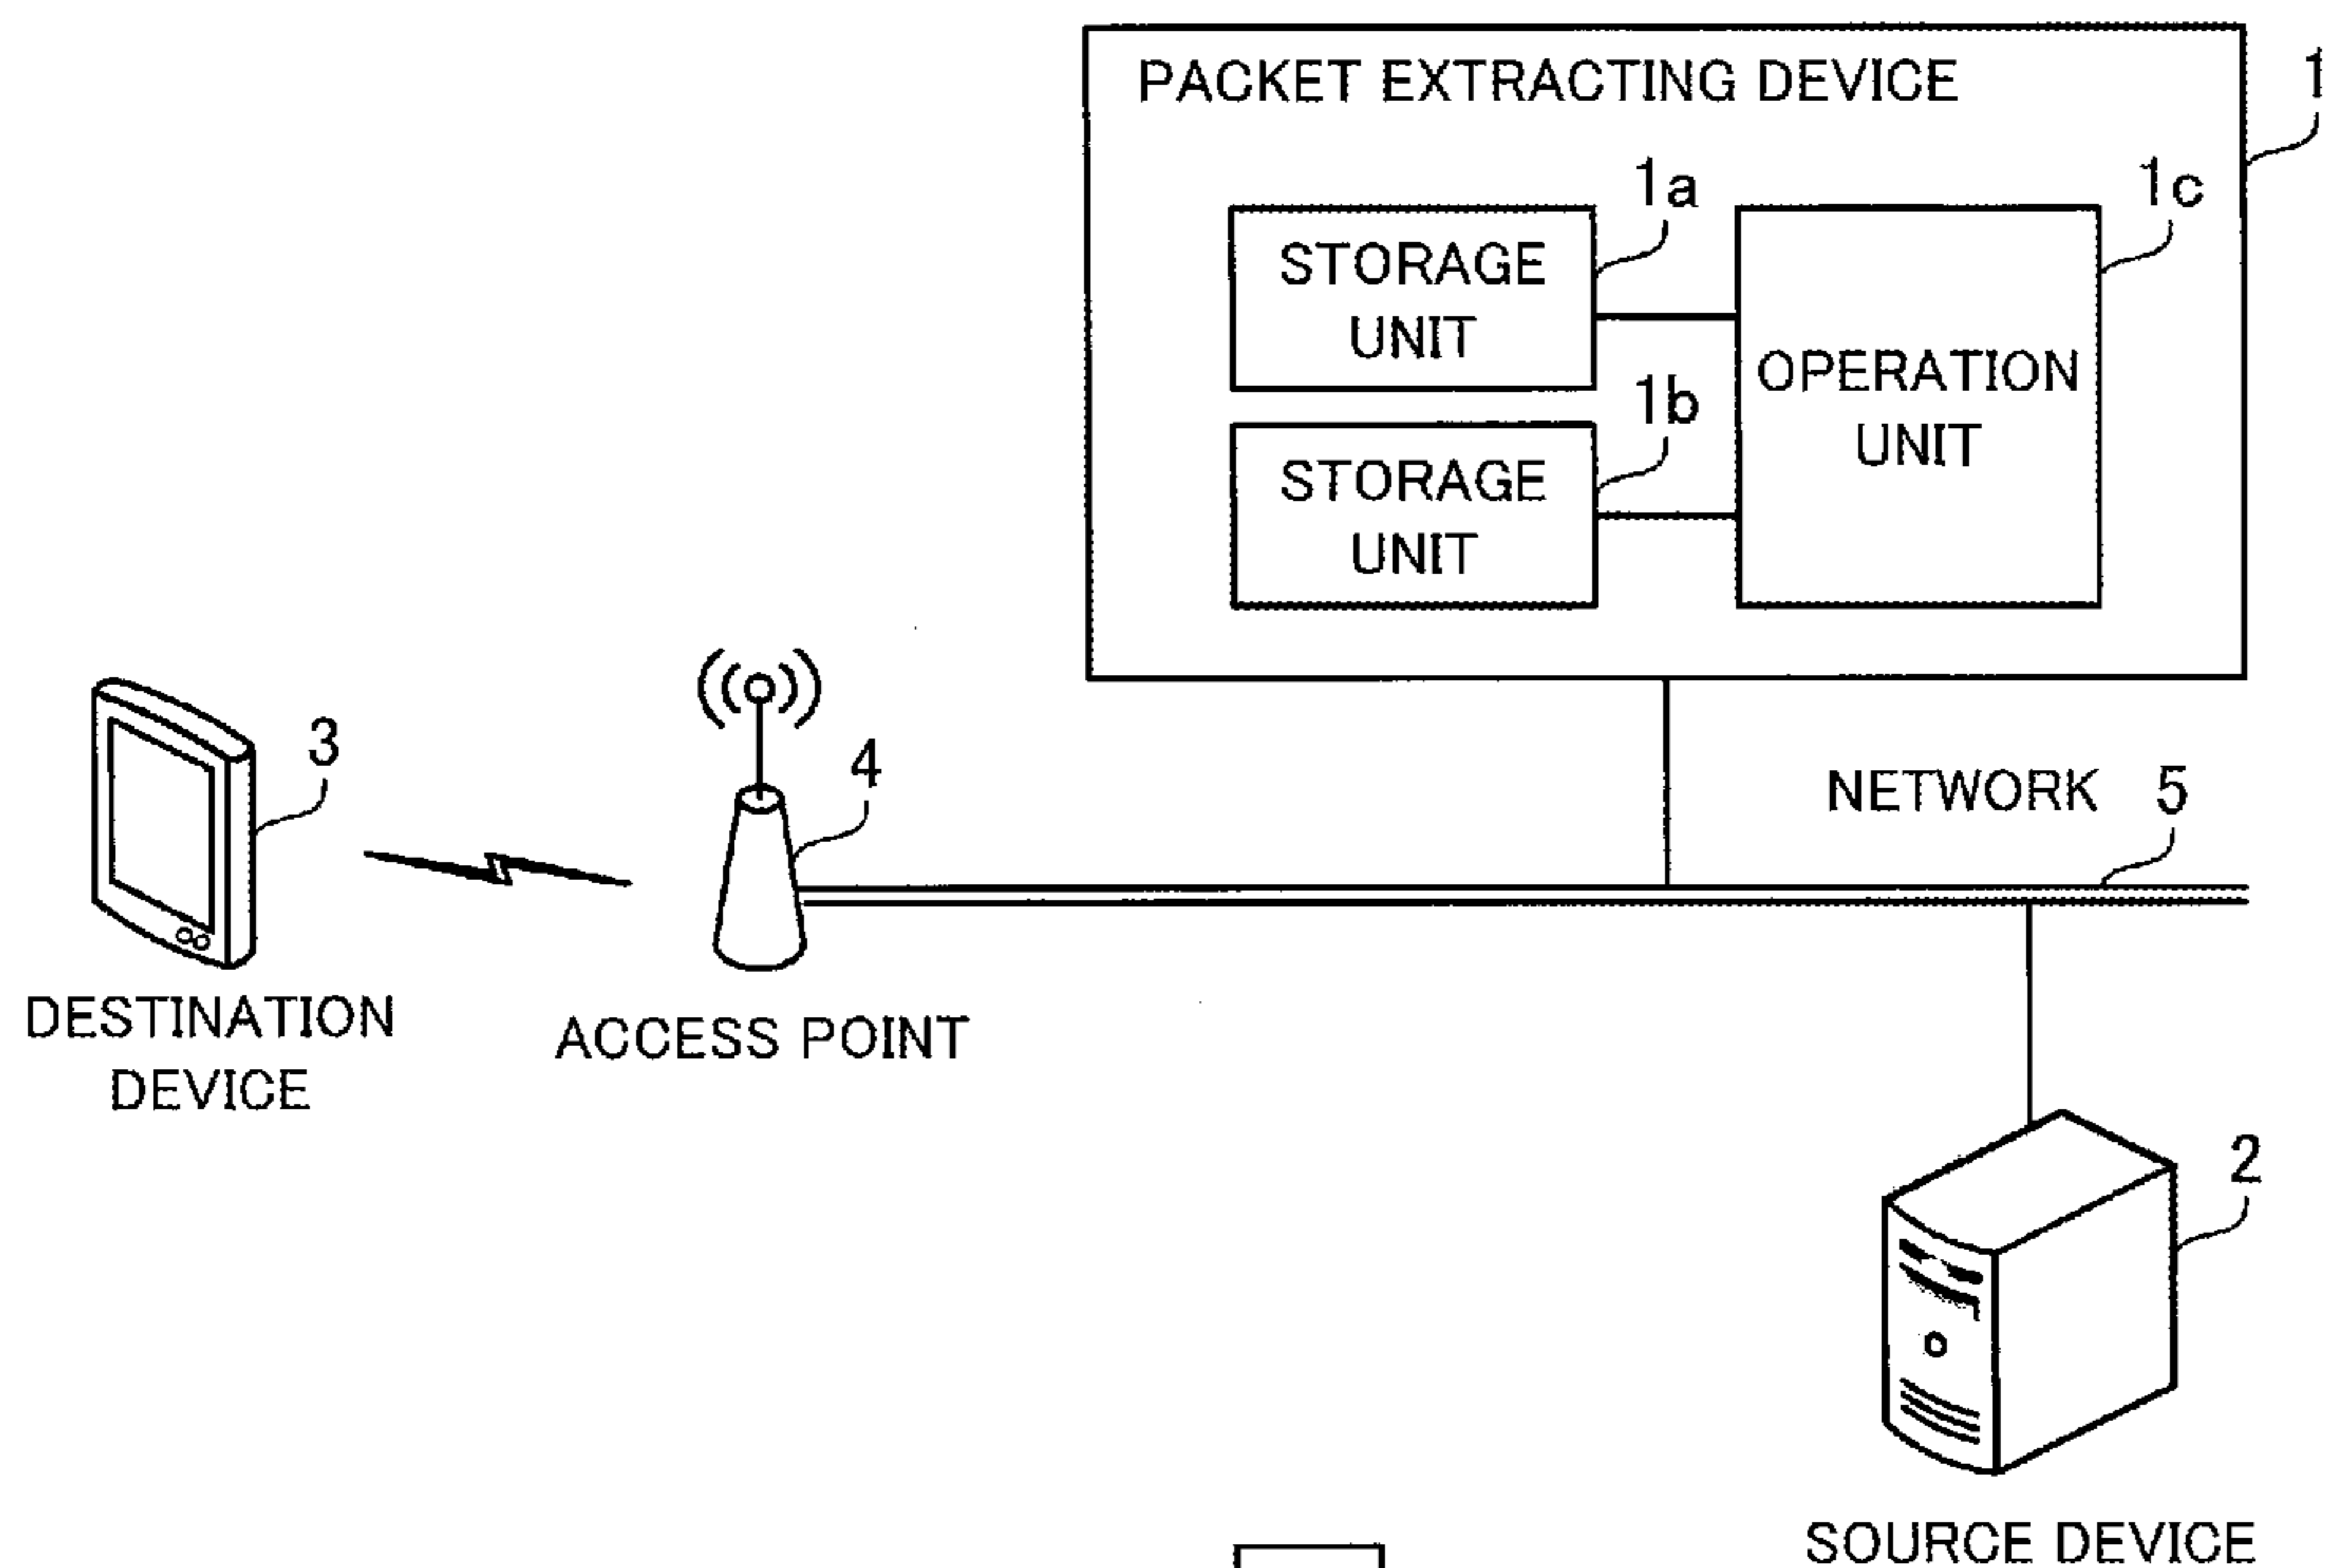 PACKET EXTRACTING DEVICE
1
1a
1c
STORAGE
UNIT
OPERATION
UNIT
1b
STORAGE
UNIT
3
4
NETWORK 5
DESTINATION
DEVICE
ACCESS POINT
2
SOURCE DEVICE